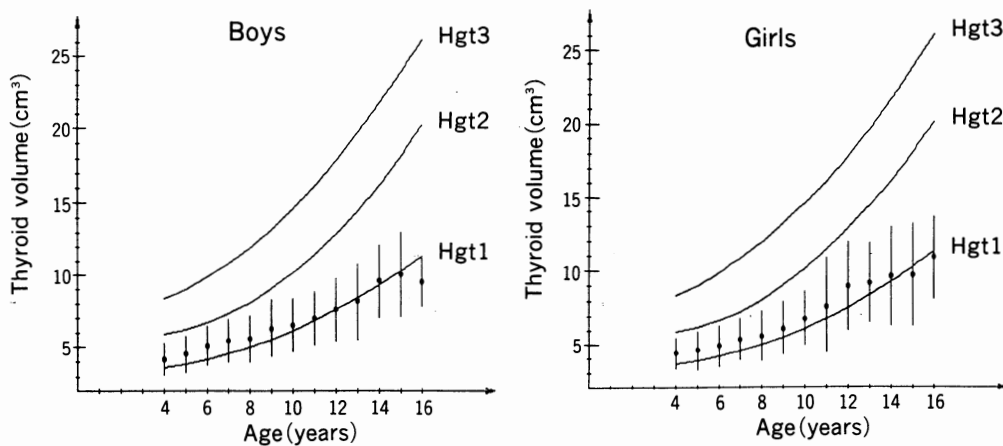 Boys
Thyroid volume (cm³)
25
20
15
10
5
4 6 8 10 12 14 16
Age (years)
Hgt3
Hgt2
Hgt1
Girls
Thyroid volume (cm³)
25
20
15
10
5
4 6 8 10 12 14 16
Age (years)
Hgt3
Hgt2
Hgt1